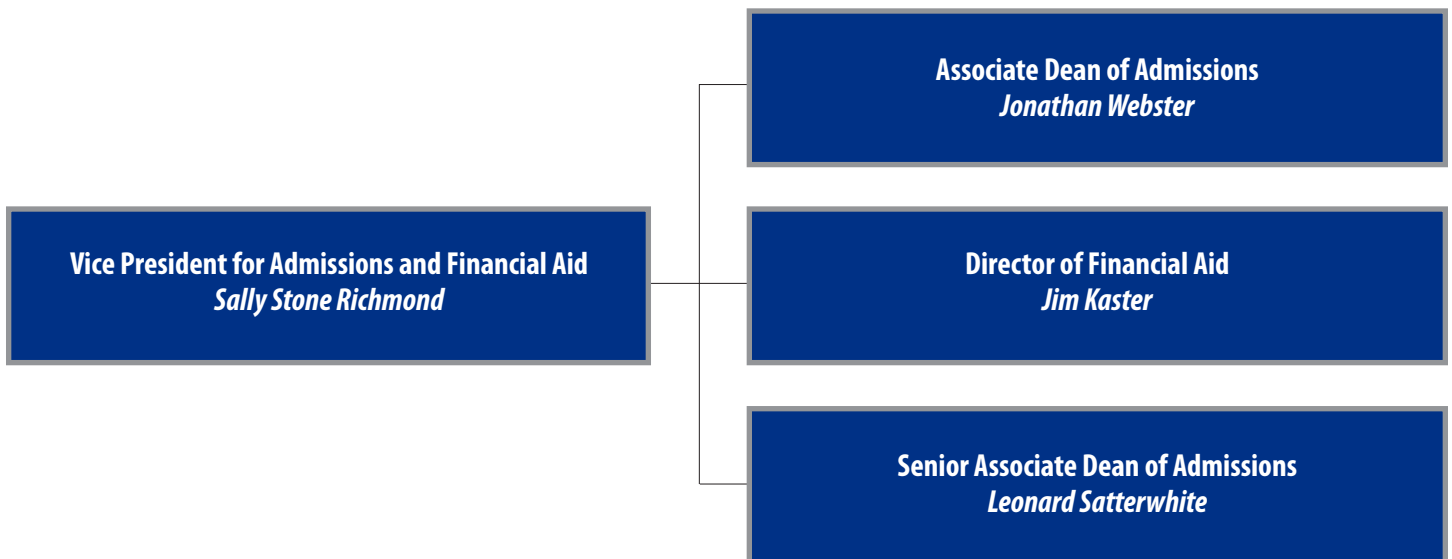 Associate Dean of Admissions
Jonathan Webster
Vice President for Admissions and Financial Aid
Sally Stone Richmond
Director of Financial Aid
Jim Kaster
Senior Associate Dean of Admissions
Leonard Satterwhite